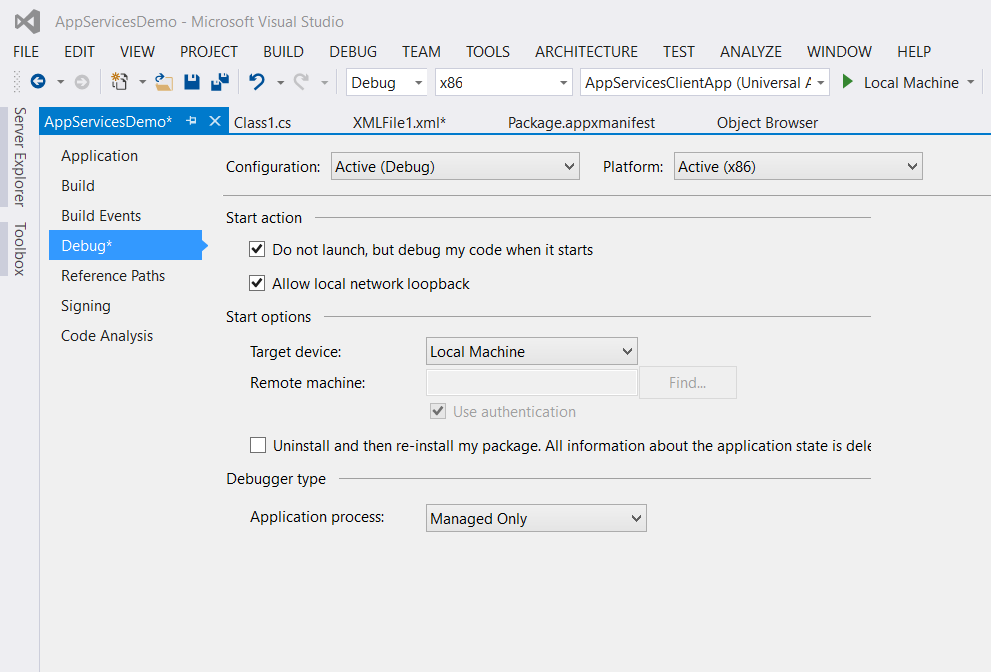 AppServicesDemo - Microsoft Visual Studio
FILE EDIT VIEW PROJECT BUILD DEBUG TEAM TOOLS ARCHITECTURE TEST ANALYZE WINDOW HELP
Debug x86 AppServicesClientApp (Universal A Local Machine
Server Explorer
Toolbox
AppServicesDemo* Class1.cs XMLFile1.xml* Package.appxmanifest Object Browser
Application
Build
Build Events
Debug*
Reference Paths
Signing
Code Analysis
Configuration: Active (Debug) Platform: Active (x86)
Start action
Do not launch, but debug my code when it starts
Allow local network loopback
Start options
Target device: Local Machine
Remote machine: Find...
Use authentication
Uninstall and then re-install my package. All information about the application state is dele
Debugger type
Application process: Managed Only